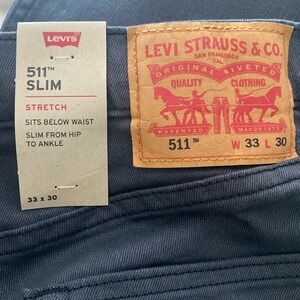 Levi's
511™
SLIM
STRETCH
SITS BELOW WAIST
SLIM FROM HIP
TO ANKLE
33 x 30
LEVI STRAUSS & CO.
SAN FRANCISCO
CAL.
ORIGINAL RIVETED
QUALITY CLOTHING
PATENTED MAY 20 1873
511™ W 33 L 30